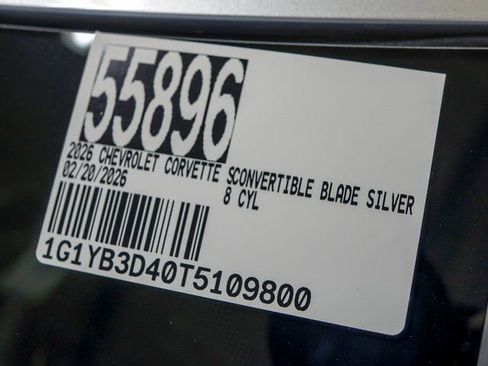 55896
2026 CHEVROLET CORVETTE SCONVERTIBLE BLADE SILVER
02/20/2026 8 CYL
1G1YB3D40T5109800